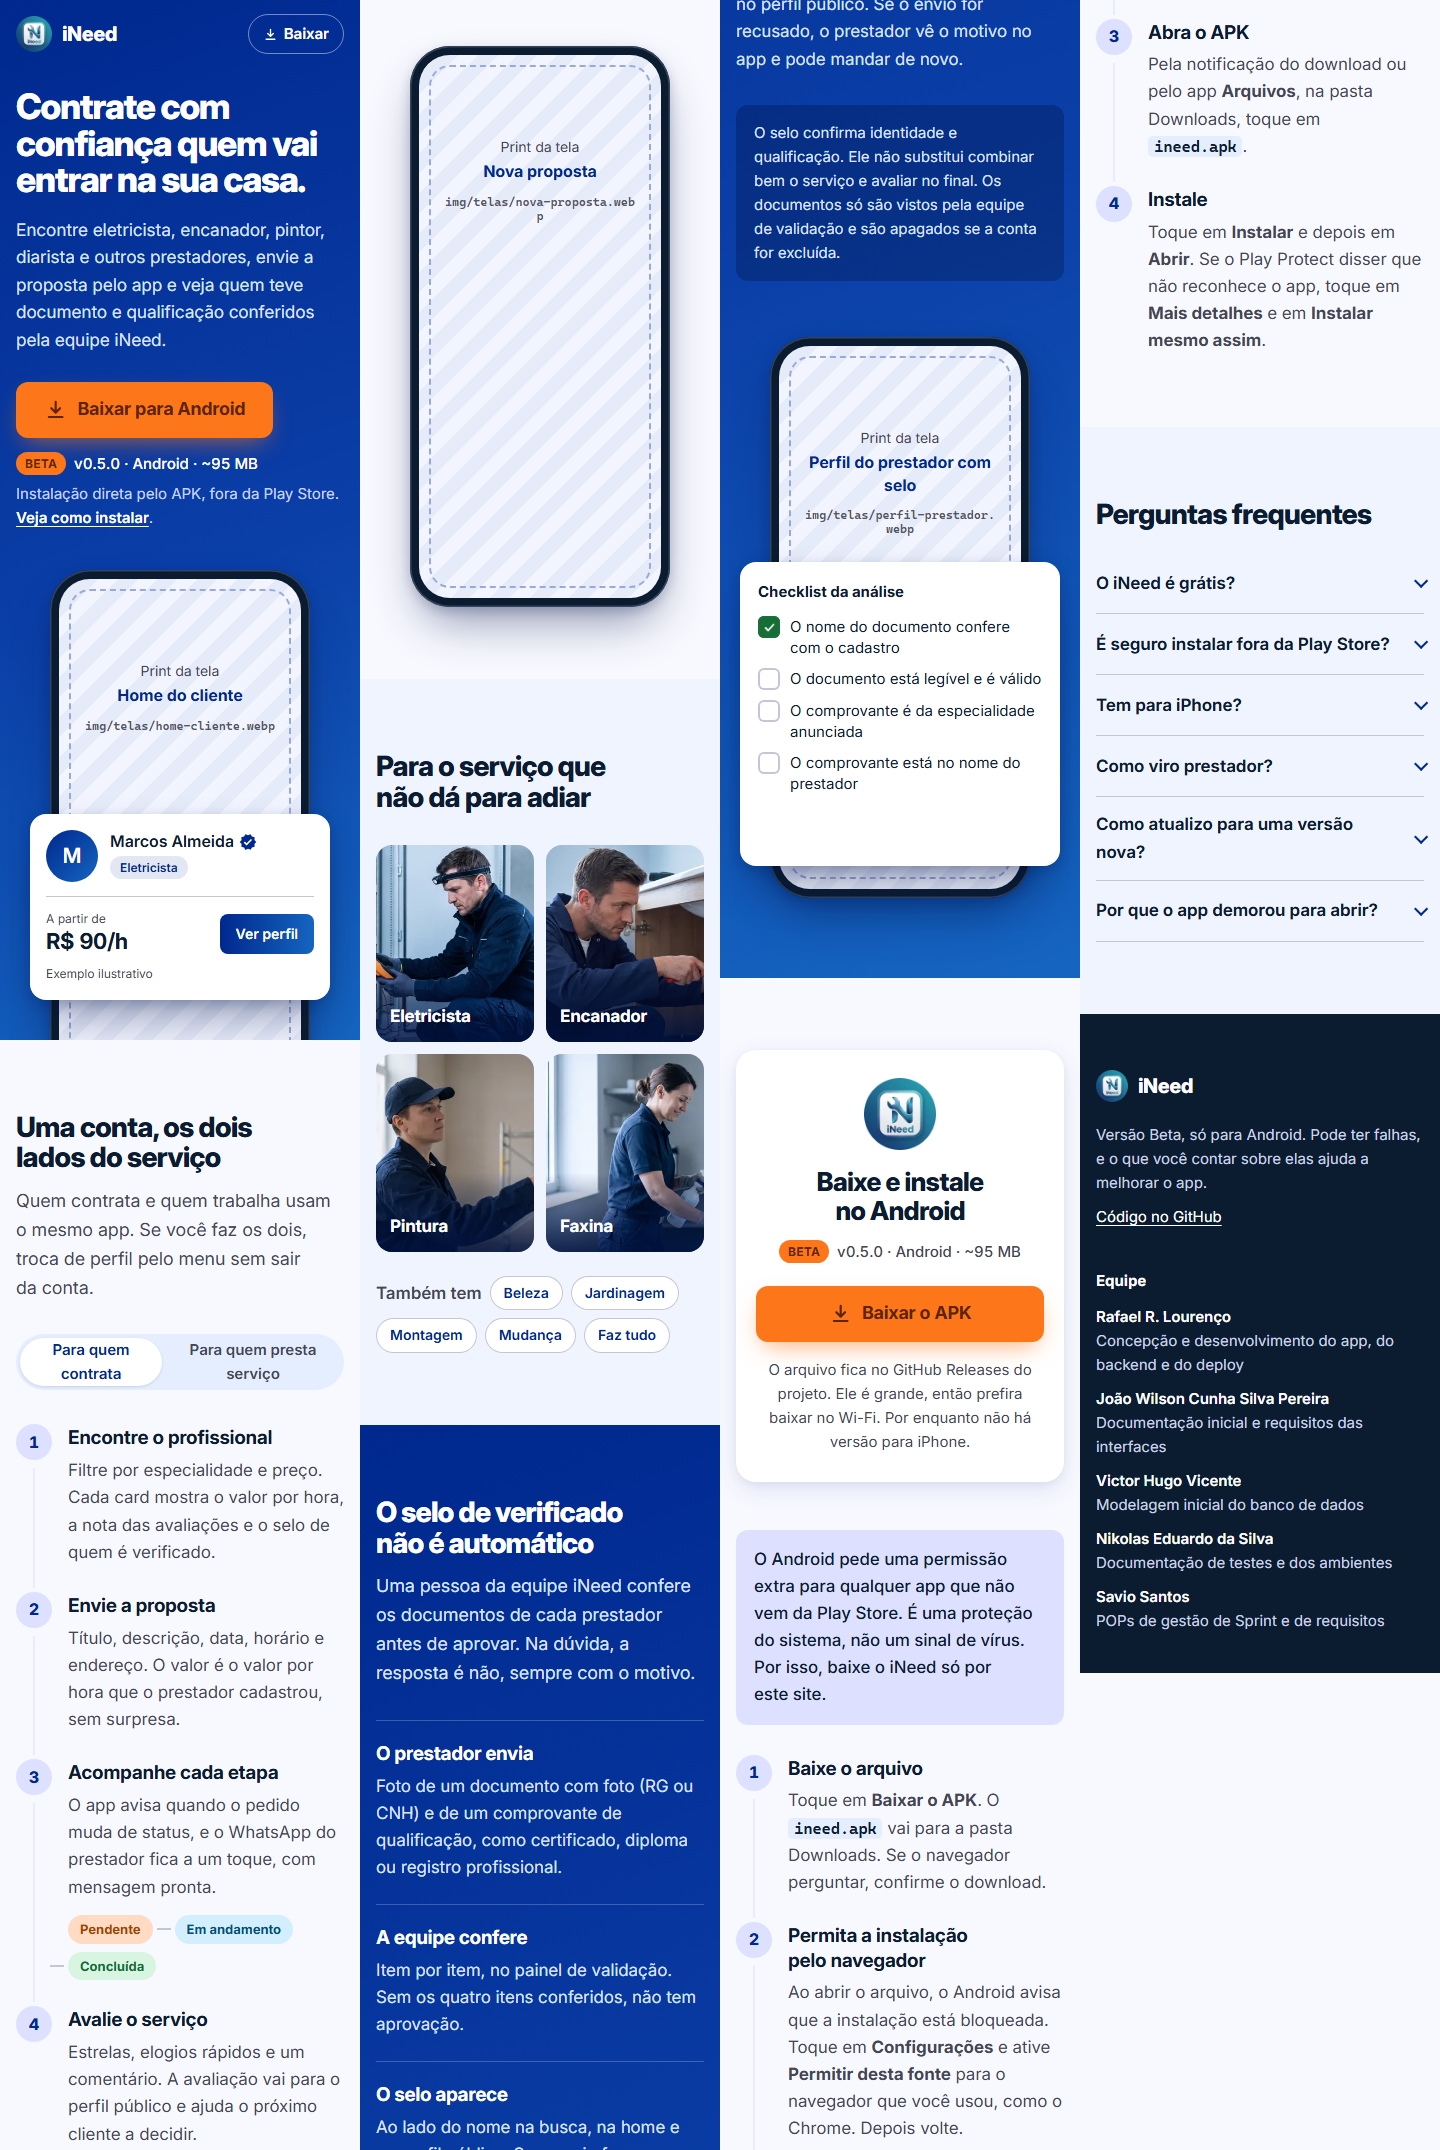 iNeed
Baixar
Contrate com
confiança quem vai
entrar na sua casa.
Encontre eletricista, encanador, pintor,
diarista e outros prestadores, envie a
proposta pelo app e veja quem teve
documento e qualificação conferidos
pela equipe iNeed.
Baixar para Android
BETA v0.5.0 · Android · ~95 MB
Instalação direta pelo APK, fora da Play Store.
Veja como instalar.
Print da tela
Home do cliente
img/telas/home-cliente.webp
M
Marcos Almeida
Eletricista
A partir de
R$ 90/h
Ver perfil
Exemplo ilustrativo
Uma conta, os dois
lados do serviço
Quem contrata e quem trabalha usam
o mesmo app. Se você faz os dois,
troca de perfil pelo menu sem sair
da conta.
Para quem
contrata
Para quem presta
serviço
1
Encontre o profissional
Filtre por especialidade e preço.
Cada card mostra o valor por hora,
a nota das avaliações e o selo de
quem é verificado.
2
Envie a proposta
Título, descrição, data, horário e
endereço. O valor é o valor por
hora que o prestador cadastrou,
sem surpresa.
3
Acompanhe cada etapa
O app avisa quando o pedido
muda de status, e o WhatsApp do
prestador fica a um toque, com
mensagem pronta.
Pendente
Em andamento
Concluída
4
Avalie o serviço
Estrelas, elogios rápidos e um
comentário. A avaliação vai para o
perfil público e ajuda o próximo
cliente a decidir.
Print da tela
Nova proposta
img/telas/nova-proposta.web
p
Para o serviço que
não dá para adiar
Eletricista
Encanador
Pintura
Faxina
Também tem
Beleza
Jardinagem
Montagem
Mudança
Faz tudo
O selo de verificado
não é automático
Uma pessoa da equipe iNeed confere
os documentos de cada prestador
antes de aprovar. Na dúvida, a
resposta é não, sempre com o motivo.
O prestador envia
Foto de um documento com foto (RG ou
CNH) e de um comprovante de
qualificação, como certificado, diploma
ou registro profissional.
A equipe confere
Item por item, no painel de validação.
Sem os quatro itens conferidos, não tem
aprovação.
O selo aparece
Ao lado do nome na busca, na home e
no perfil público. Se o envio for
recusado, o prestador vê o motivo no
app e pode mandar de novo.
O selo confirma identidade e
qualificação. Ele não substitui combinar
bem o serviço e avaliar no final. Os
documentos só são vistos pela equipe
de validação e são apagados se a conta
for excluída.
Print da tela
Perfil do prestador com
selo
img/telas/perfil-prestador.
webp
Checklist da análise
O nome do documento confere
com o cadastro
O documento está legível e é válido
O comprovante é da especialidade
anunciada
O comprovante está no nome do
prestador
iNeed
Baixe e instale
no Android
BETA v0.5.0 · Android · ~95 MB
Baixar o APK
O arquivo fica no GitHub Releases do
projeto. Ele é grande, então prefira
baixar no Wi-Fi. Por enquanto não há
versão para iPhone.
O Android pede uma permissão
extra para qualquer app que não
vem da Play Store. É uma proteção
do sistema, não um sinal de vírus.
Por isso, baixe o iNeed só por
este site.
1
Baixe o arquivo
Toque em Baixar o APK. O
ineed.apk vai para a pasta
Downloads. Se o navegador
perguntar, confirme o download.
2
Permita a instalação
pelo navegador
Ao abrir o arquivo, o Android avisa
que a instalação está bloqueada.
Toque em Configurações e ative
Permitir desta fonte para o
navegador que você usou, como o
Chrome. Depois volte.
3
Abra o APK
Pela notificação do download ou
pelo app Arquivos, na pasta
Downloads, toque em
ineed.apk.
4
Instale
Toque em Instalar e depois em
Abrir. Se o Play Protect disser que
não reconhece o app, toque em
Mais detalhes e em Instalar
mesmo assim.
Perguntas frequentes
O iNeed é grátis?
É seguro instalar fora da Play Store?
Tem para iPhone?
Como viro prestador?
Como atualizo para uma versão
nova?
Por que o app demorou para abrir?
iNeed
Versão Beta, só para Android. Pode ter falhas,
e o que você contar sobre elas ajuda a
melhorar o app.
Código no GitHub
Equipe
Rafael R. Lourenço
Concepção e desenvolvimento do app, do
backend e do deploy
João Wilson Cunha Silva Pereira
Documentação inicial e requisitos das
interfaces
Victor Hugo Vicente
Modelagem inicial do banco de dados
Nikolas Eduardo da Silva
Documentação de testes e dos ambientes
Savio Santos
POPs de gestão de Sprint e de requisitos